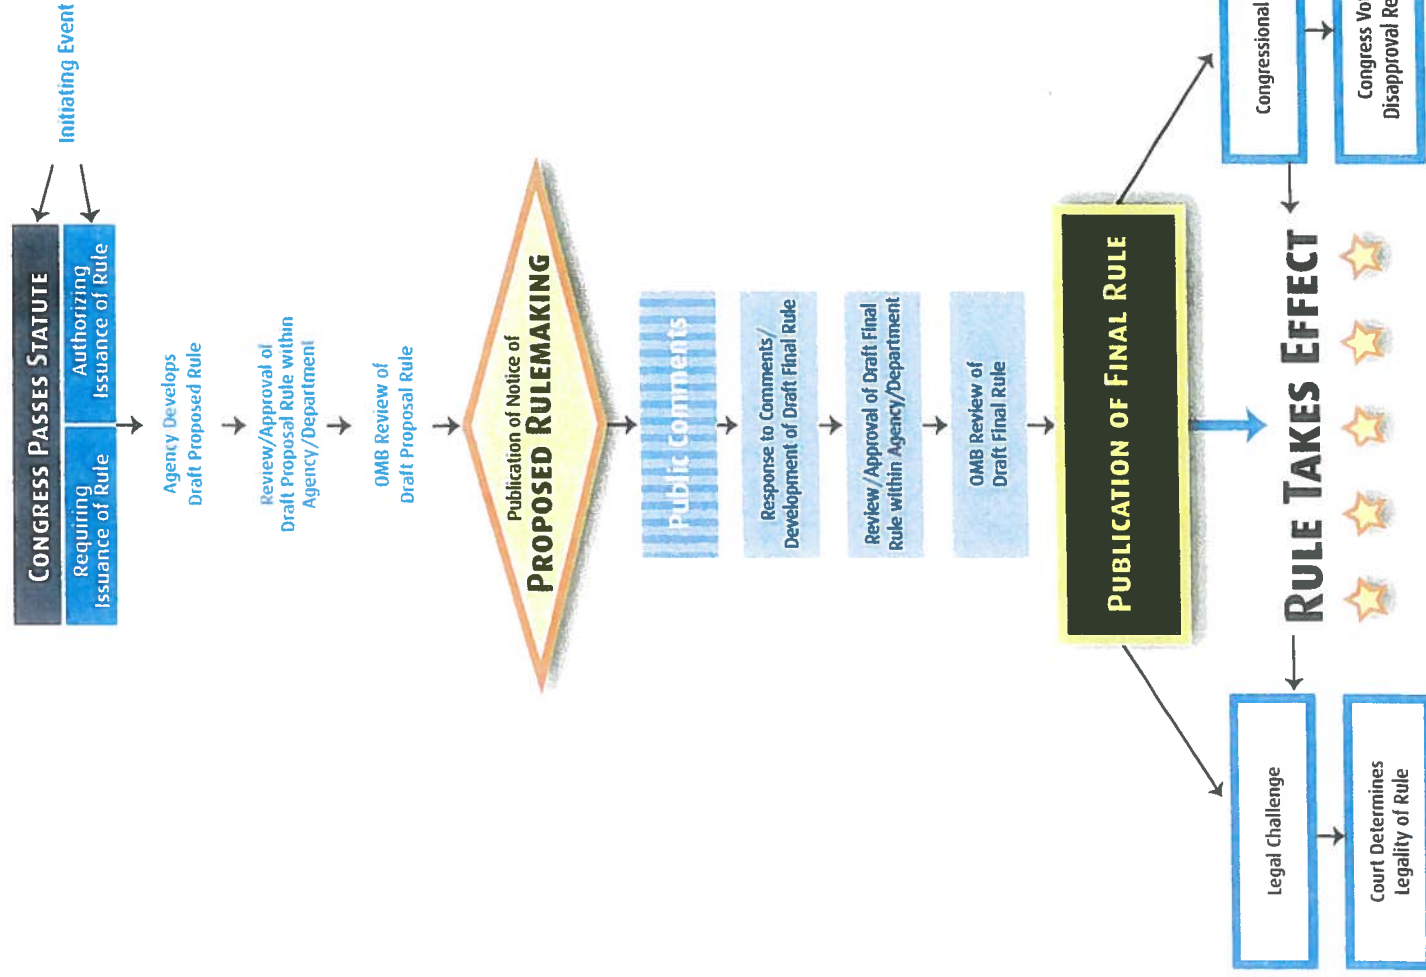 Initiating Event
CONGRESS PASSES STATUTE
Requiring
Issuance of Rule
Authorizing
Issuance of Rule
Agency Develops
Draft Proposed Rule
Review/Approval of
Draft Proposal Rule within
Agency/Department
OMB Review of
Draft Proposal Rule
Publication of Notice of
PROPOSED RULEMAKING
Public Comments
Response to Comments/
Development of Draft Final Rule
Review/Approval of Draft Final
Rule within Agency/Department
OMB Review of
Draft Final Rule
PUBLICATION OF FINAL RULE
Legal Challenge
Court Determines
Legality of Rule
RULE TAKES EFFECT
Congressional
Congress Vo
Disapproval Re